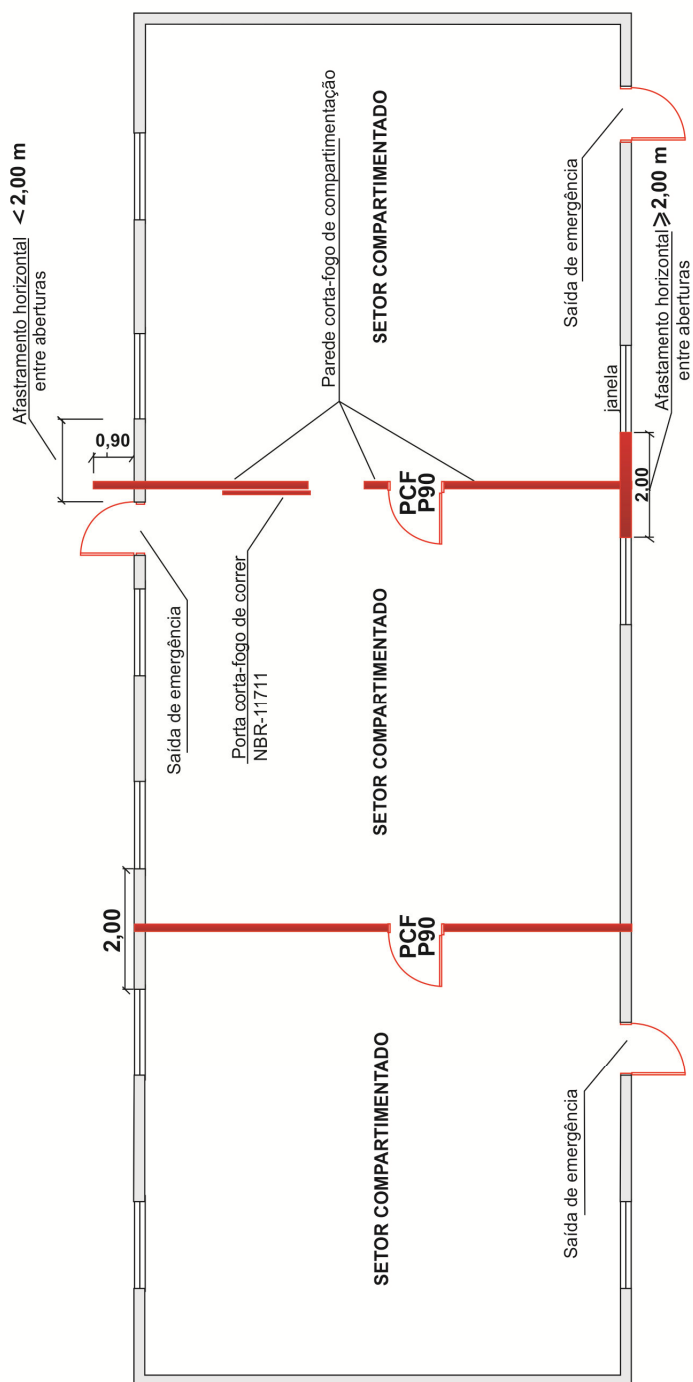 Afastramento horizontal < 2,00 m
entre aberturas
0,90
2,00
Saída de emergência
Porta corta-fogo de correr
NBR-11711
Parede corta-fogo de compartimentação
SETOR COMPARTIMENTADO
SETOR COMPARTIMENTADO
SETOR COMPARTIMENTADO
PCF
P90
PCF
P90
Saída de emergência
Saída de emergência
janela
2,00
Afastamento horizontal ≥ 2,00 m
entre aberturas